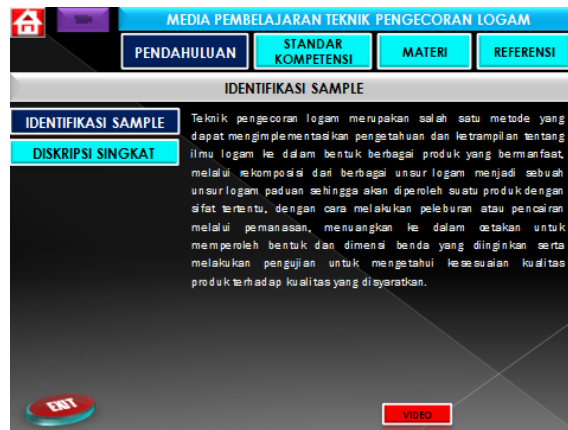 MEDIA PEMBELAJARAN TEKNIK PENGECORAN LOGAM
PENDAHULUAN
STANDAR
KOMPETENSI
MATERI
REFERENSI
IDENTIFIKASI SAMPLE
IDENTIFIKASI SAMPLE
DISKRIPSI SINGKAT
Teknik pengecoran logam merupakan salah satu metode yang
dapat mengimplementasikan pengetahuan dan ketrampilan tentang
ilmu logam ke dalam bentuk berbagai produk yang bermanfaat,
melalui rekomposisi dari berbagai unsur logam menjadi sebuah
unsur logam paduan sehingga akan diperoleh suatu produk dengan
sifat tertentu, dengan cara melakukan peleburan atau pencairan
melalui pemanasan, menuangkan ke dalam cetakan untuk
memperoleh bentuk dan dimensi benda yang diinginkan serta
melakukan pengujian untuk mengetahui kesesuaian kualitas
produk terhadap kualitas yang disyaratkan.
EXIT
VIDEO